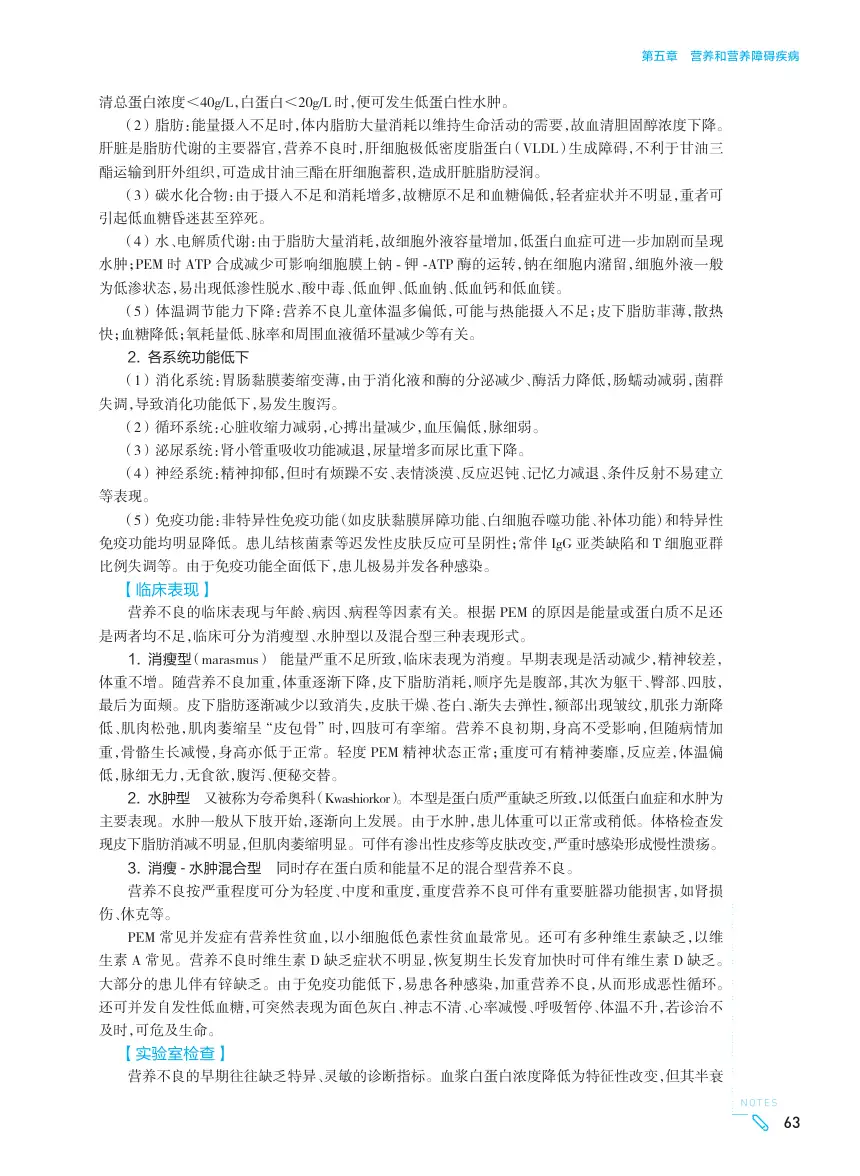 第五章 营养和营养障碍疾病
清总蛋白浓度＜40g/L,白蛋白＜20g/L 时,便可发生低蛋白性水肿。
（2）脂肪:能量摄入不足时,体内脂肪大量消耗以维持生命活动的需要,故血清胆固醇浓度下降。
肝脏是脂肪代谢的主要器官,营养不良时,肝细胞极低密度脂蛋白（VLDL）生成障碍,不利于甘油三
酯运输到肝外组织,可造成甘油三酯在肝细胞蓄积,造成肝脏脂肪浸润。
（3）碳水化合物:由于摄入不足和消耗增多,故糖原不足和血糖偏低,轻者症状并不明显,重者可
引起低血糖昏迷甚至猝死。
（4）水、电解质代谢:由于脂肪大量消耗,故细胞外液容量增加,低蛋白血症可进一步加剧而呈现
水肿;PEM 时 ATP 合成减少可影响细胞膜上钠 - 钾 -ATP 酶的运转,钠在细胞内潴留,细胞外液一般
为低渗状态,易出现低渗性脱水、酸中毒、低血钾、低血钠、低血钙和低血镁。
（5）体温调节能力下降:营养不良儿童体温多偏低,可能与热能摄入不足;皮下脂肪菲薄,散热
快;血糖降低;氧耗量低、脉率和周围血液循环量减少等有关。
2. 各系统功能低下
（1）消化系统:胃肠黏膜萎缩变薄,由于消化液和酶的分泌减少、酶活力降低,肠蠕动减弱,菌群
失调,导致消化功能低下,易发生腹泻。
（2）循环系统:心脏收缩力减弱,心搏出量减少,血压偏低,脉细弱。
（3）泌尿系统:肾小管重吸收功能减退,尿量增多而尿比重下降。
（4）神经系统:精神抑郁,但时有烦躁不安、表情淡漠、反应迟钝、记忆力减退、条件反射不易建立
等表现。
（5）免疫功能:非特异性免疫功能（如皮肤黏膜屏障功能、白细胞吞噬功能、补体功能）和特异性
免疫功能均明显降低。患儿结核菌素等迟发性皮肤反应可呈阴性;常伴 IgG 亚类缺陷和 T 细胞亚群
比例失调等。由于免疫功能全面低下,患儿极易并发各种感染。
【临床表现】
营养不良的临床表现与年龄、病因、病程等因素有关。根据 PEM 的原因是能量或蛋白质不足还
是两者均不足,临床可分为消瘦型、水肿型以及混合型三种表现形式。
1. 消瘦型（marasmus） 能量严重不足所致,临床表现为消瘦。早期表现是活动减少,精神较差,
体重不增。随营养不良加重,体重逐渐下降,皮下脂肪消耗,顺序先是腹部,其次为躯干、臀部、四肢,
最后为面颊。皮下脂肪逐渐减少以致消失,皮肤干燥、苍白、渐失去弹性,额部出现皱纹,肌张力渐降
低、肌肉松弛,肌肉萎缩呈“皮包骨”时,四肢可有挛缩。营养不良初期,身高不受影响,但随病情加
重,骨骼生长减慢,身高亦低于正常。轻度 PEM 精神状态正常;重度可有精神萎靡,反应差,体温偏
低,脉细无力,无食欲,腹泻、便秘交替。
2. 水肿型 又被称为夸希奥科（Kwashiorkor）。本型是蛋白质严重缺乏所致,以低蛋白血症和水肿为
主要表现。水肿一般从下肢开始,逐渐向上发展。由于水肿,患儿体重可以正常或稍低。体格检查发
现皮下脂肪消减不明显,但肌肉萎缩明显。可伴有渗出性皮疹等皮肤改变,严重时感染形成慢性溃疡。
3. 消瘦 - 水肿混合型 同时存在蛋白质和能量不足的混合型营养不良。
营养不良按严重程度可分为轻度、中度和重度,重度营养不良可伴有重要脏器功能损害,如肾损
伤、休克等。
PEM 常见并发症有营养性贫血,以小细胞低色素性贫血最常见。还可有多种维生素缺乏,以维
生素 A 常见。营养不良时维生素 D 缺乏症状不明显,恢复期生长发育加快时可伴有维生素 D 缺乏。
大部分的患儿伴有锌缺乏。由于免疫功能低下,易患各种感染,加重营养不良,从而形成恶性循环。
还可并发自发性低血糖,可突然表现为面色灰白、神志不清、心率减慢、呼吸暂停、体温不升,若诊治不
及时,可危及生命。
【实验室检查】
营养不良的早期往往缺乏特异、灵敏的诊断指标。血浆白蛋白浓度降低为特征性改变,但其半衰
NOTES
63